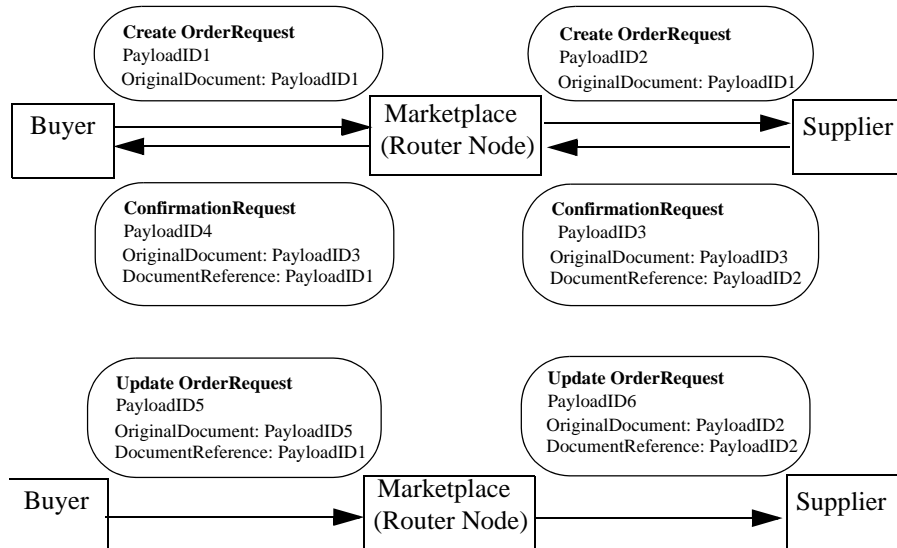 Create OrderRequest
PayloadID1
OriginalDocument: PayloadID1
Create OrderRequest
PayloadID2
OriginalDocument: PayloadID1
Buyer
Marketplace
(Router Node)
Supplier
ConfirmationRequest
PayloadID4
OriginalDocument: PayloadID3
DocumentReference: PayloadID1
ConfirmationRequest
PayloadID3
OriginalDocument: PayloadID3
DocumentReference: PayloadID2
Update OrderRequest
PayloadID5
OriginalDocument: PayloadID5
DocumentReference: PayloadID1
Update OrderRequest
PayloadID6
OriginalDocument: PayloadID2
DocumentReference: PayloadID2
Buyer
Marketplace
(Router Node)
Supplier